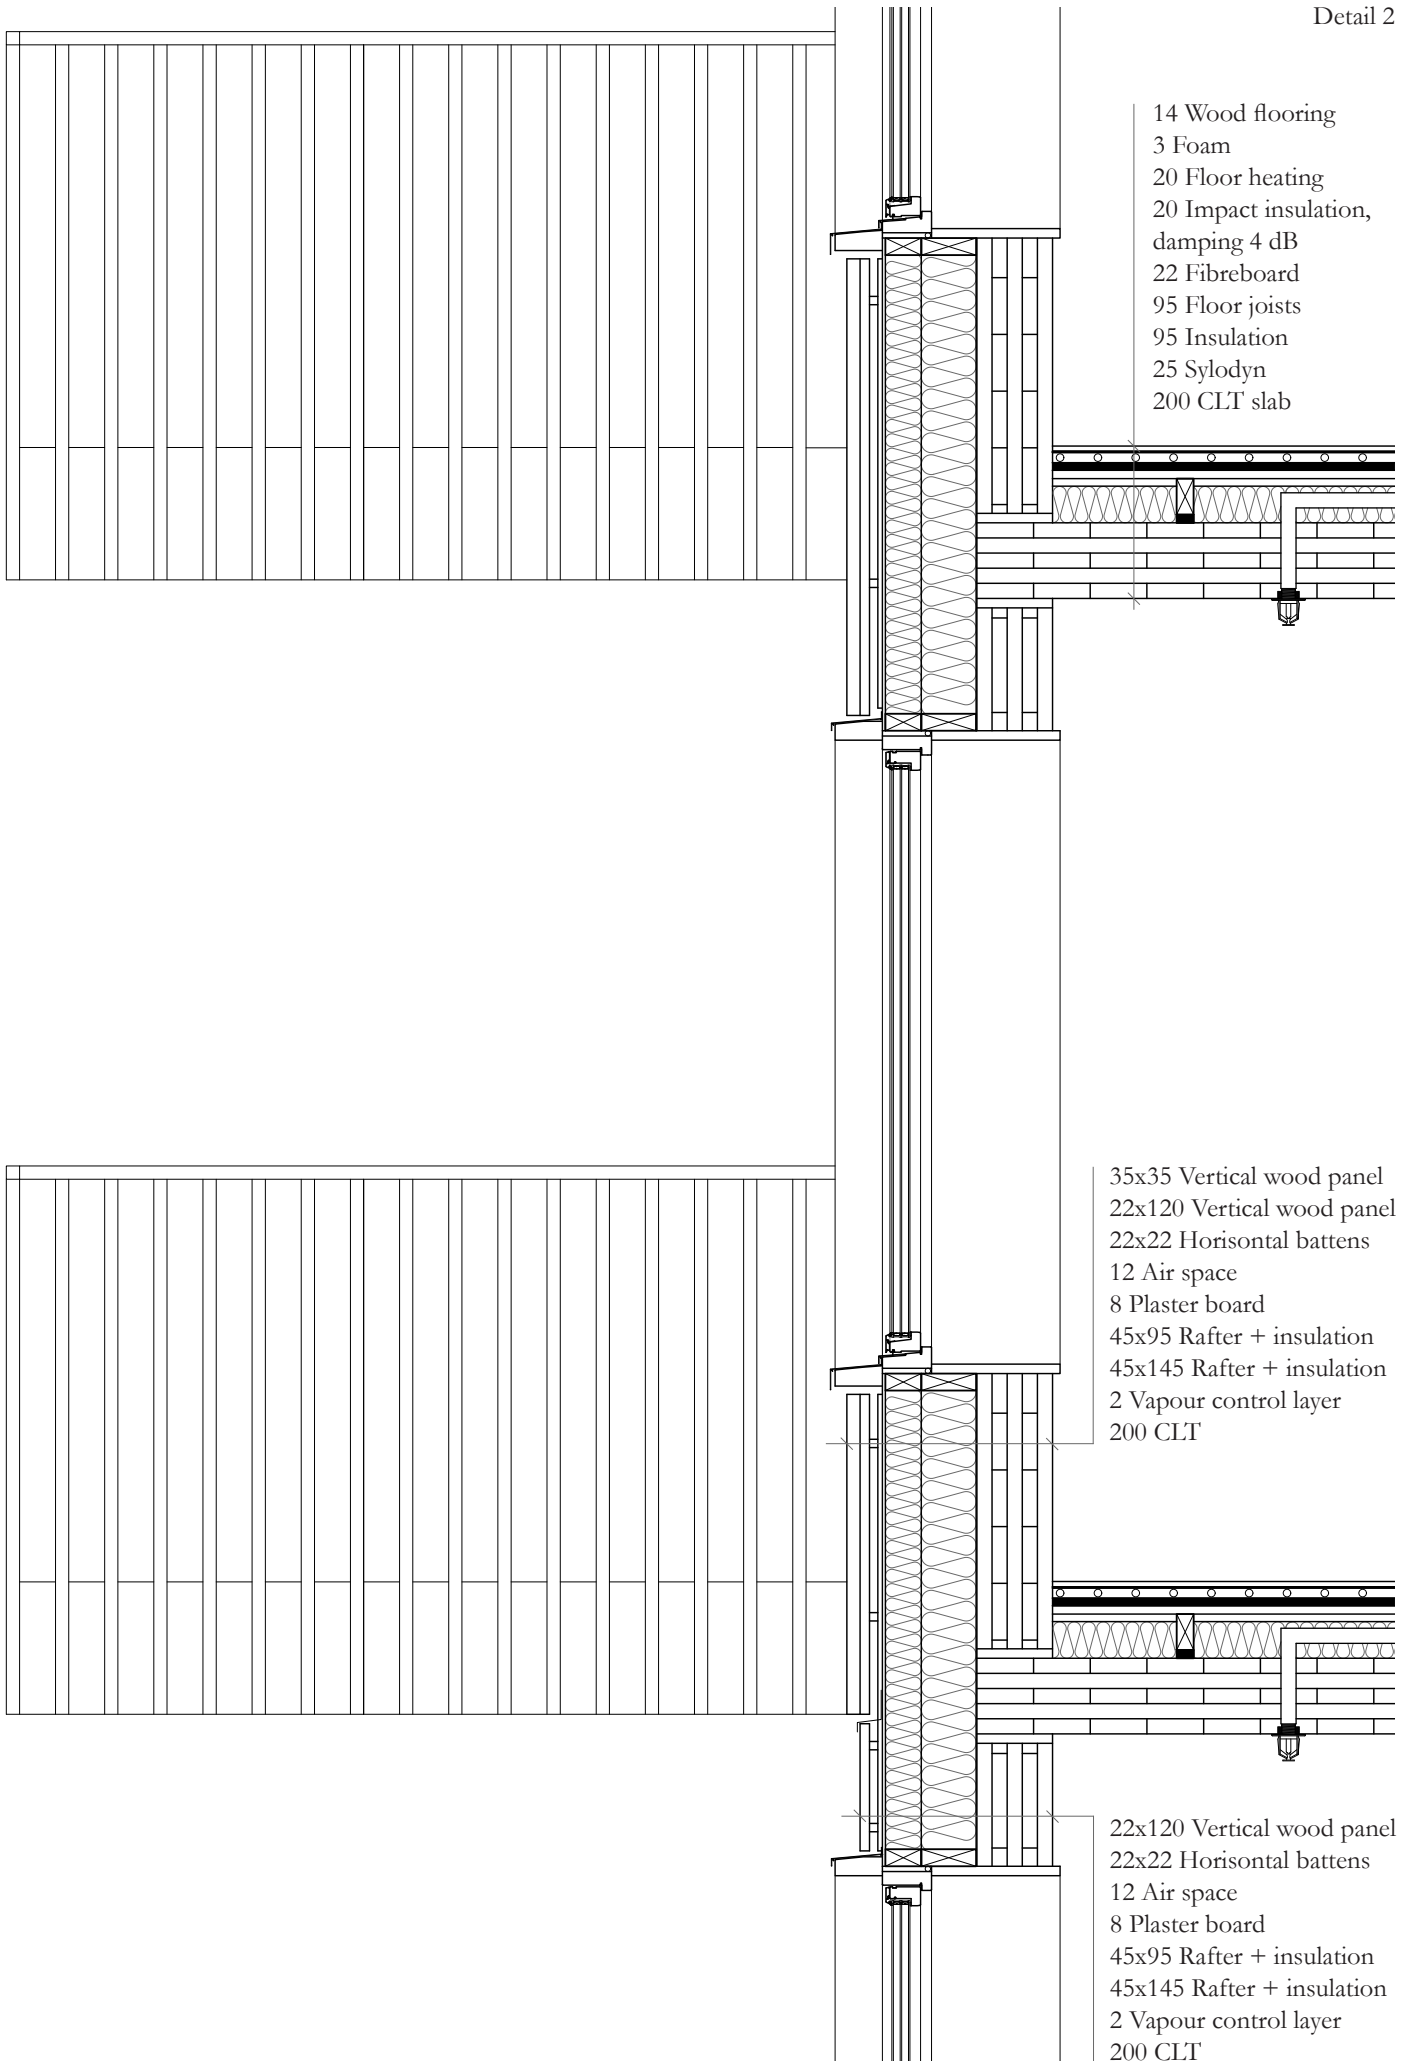 Detail 2
14 Wood flooring
3 Foam
20 Floor heating
20 Impact insulation,
damping 4 dB
22 Fibreboard
95 Floor joists
95 Insulation
25 Sylodyn
200 CLT slab
35x35 Vertical wood panel
22x120 Vertical wood panel
22x22 Horisontal battens
12 Air space
8 Plaster board
45x95 Rafter + insulation
45x145 Rafter + insulation
2 Vapour control layer
200 CLT
22x120 Vertical wood panel
22x22 Horisontal battens
12 Air space
8 Plaster board
45x95 Rafter + insulation
45x145 Rafter + insulation
2 Vapour control layer
200 CLT